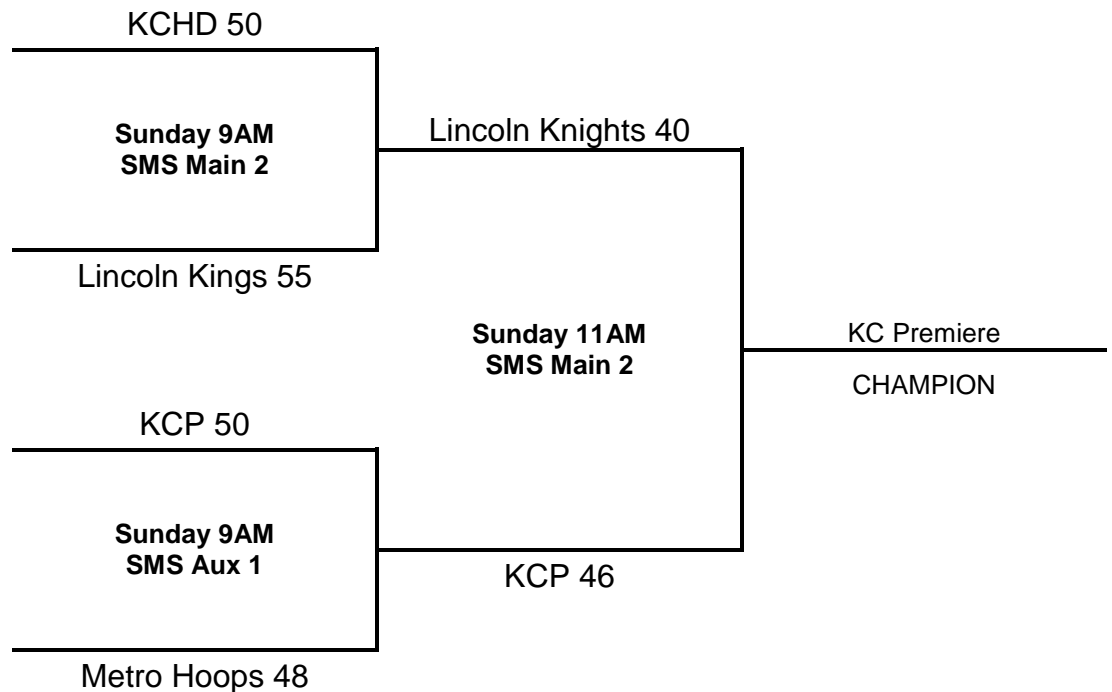 KCHD 50
Sunday 9AM
SMS Main 2
Lincoln Knights 40
Lincoln Kings 55
Sunday 11AM
SMS Main 2
KC Premiere
CHAMPION
KCP 50
Sunday 9AM
SMS Aux 1
KCP 46
Metro Hoops 48